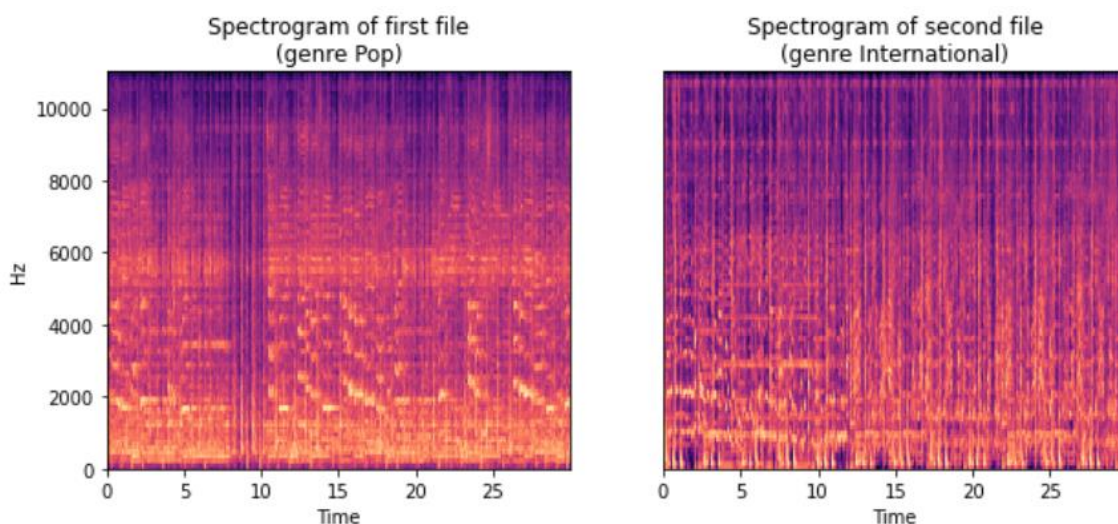 Spectrogram of first file
(genre Pop)
Spectrogram of second file
(genre International)
10000
8000
6000
4000
2000
0
Hz
0 5 10 15 20 25
Time
0 5 10 15 20 25
Time